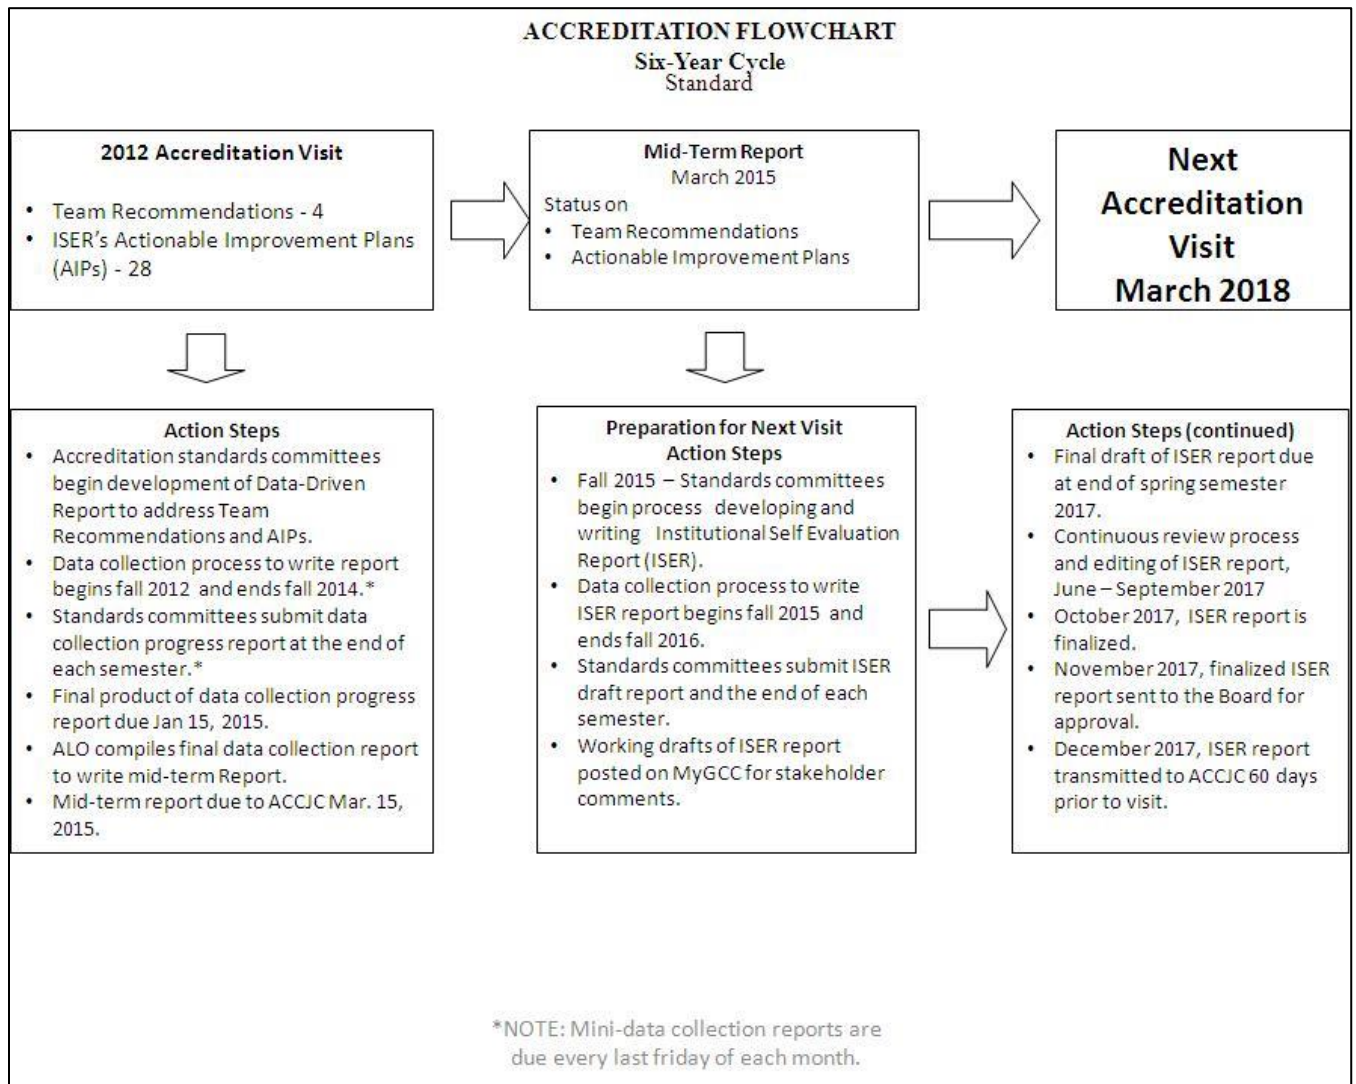 ACCREDITATION FLOWCHART
Six-Year Cycle
Standard
2012 Accreditation Visit
• Team Recommendations - 4
• ISER's Actionable Improvement Plans
(AIPs) - 28
Mid-Term Report
March 2015
Status on
• Team Recommendations
• Actionable Improvement Plans
Next
Accreditation
Visit
March 2018
Action Steps
• Accreditation standards committees
begin development of Data-Driven
Report to address Team
Recommendations and AIPs.
• Data collection process to write report
begins fall 2012 and ends fall 2014.*
• Standards committees submit data
collection progress report at the end of
each semester.*
• Final product of data collection progress
report due Jan 15, 2015.
• ALO compiles final data collection report
to write mid-term Report.
• Mid-term report due to ACCJC Mar. 15,
2015.
Preparation for Next Visit
Action Steps
• Fall 2015 – Standards committees
begin process developing and
writing Institutional Self Evaluation
Report (ISER).
• Data collection process to write
ISER report begins fall 2015 and
ends fall 2016.
• Standards committees submit ISER
draft report and the end of each
semester.
• Working drafts of ISER report
posted on MyGCC for stakeholder
comments.
Action Steps (continued)
• Final draft of ISER report due
at end of spring semester
2017.
• Continuous review process
and editing of ISER report,
June – September 2017
• October 2017, ISER report is
finalized.
• November 2017, finalized ISER
report sent to the Board for
approval.
• December 2017, ISER report
transmitted to ACCJC 60 days
prior to visit.
*NOTE: Mini-data collection reports are
due every last friday of each month.